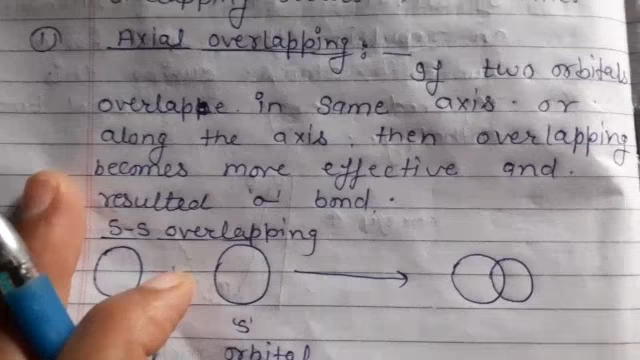 ① Axial overlapping : —
If two orbitals
overlappe in same axis. or
along the axis. then overlapping
becomes more effective and.
resulted 'σ' bond.
S-S overlapping
's'
orbital